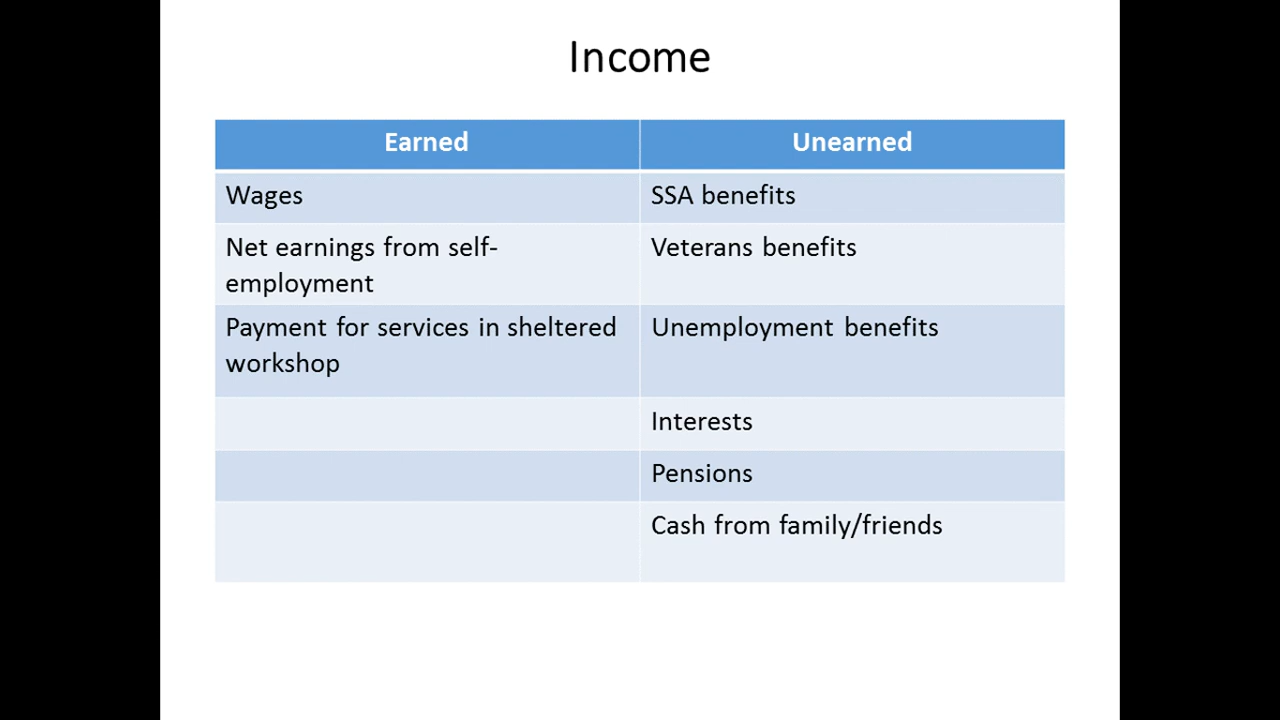 Income
Earned
Unearned
Wages
SSA benefits
Net earnings from self-
employment
Veterans benefits
Payment for services in sheltered
workshop
Unemployment benefits
Interests
Pensions
Cash from family/friends